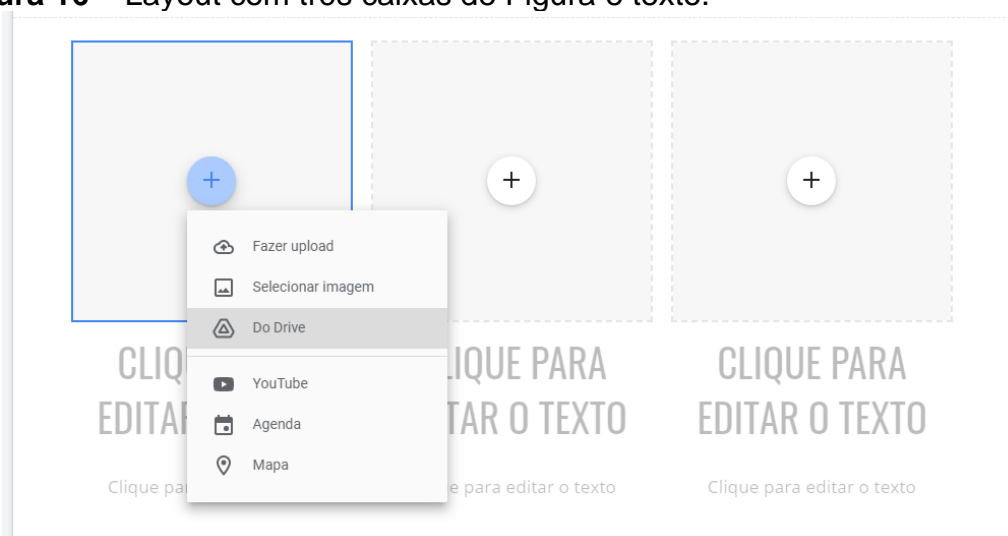 Layout com três caixas de Figura e texto.
Fazer upload
Selecionar imagem
Do Drive
YouTube
Agenda
Mapa
CLIQ
LIQUE PARA
CLIQUE PARA
EDITAR
TAR O TEXTO
EDITAR O TEXTO
Clique pa
e para editar o texto
Clique para editar o texto